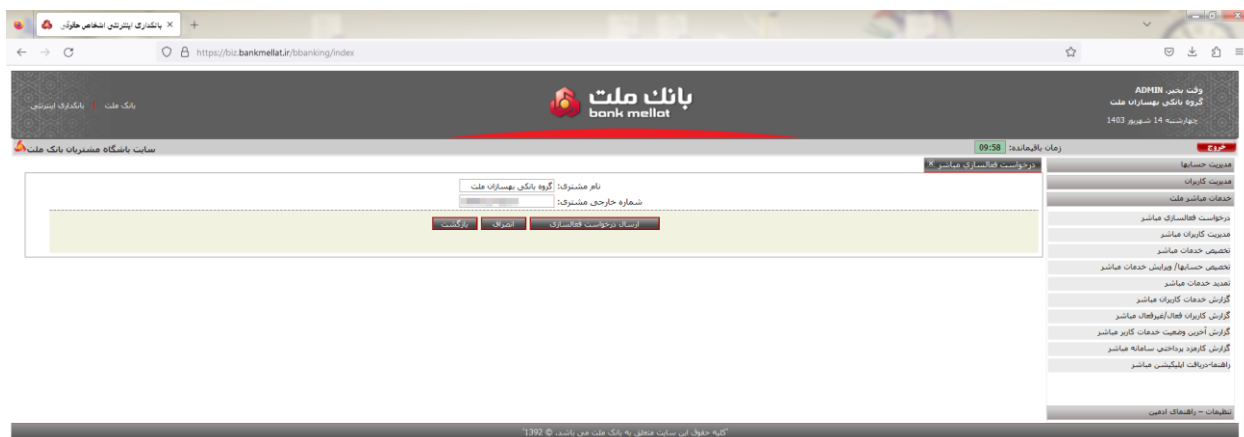 بانکداری اینترنتی اشخاص حقوقی
https://biz.bankmellat.ir/bbanking/index
وقت بخیر، ADMIN
گروه بانکی بهسازان ملت
چهارشنبه 14 شهریور 1403
بانک ملت
bank mellat
بانک ملت | بانکداری اینترنتی
خروج
زمان باقیمانده: 09:58
سایت باشگاه مشتریان بانک ملت
مدیریت حسابها
مدیریت کاربران
خدمات مباشر ملت
درخواست فعالسازی مباشر
مدیریت کاربران مباشر
تخصیص خدمات مباشر
تخصیص حسابها/ ویرایش خدمات مباشر
تمدید خدمات مباشر
گزارش خدمات کاربران مباشر
گزارش کاربران فعال/غیرفعال مباشر
گزارش آخرین وضعیت خدمات کاربر مباشر
گزارش کارمزد پرداختی سامانه مباشر
راهنما-دریافت اپلیکیشن مباشر
تنظیمات – راهنمای ادمین
درخواست فعالسازی مباشر X
نام مشتری: گروه بانکی بهسازان ملت
شماره خارجی مشتری:
ارسال درخواست فعالسازی انصراف بازگشت
"کلیه حقوق این سایت متعلق به بانک ملت می باشد. © 1392"